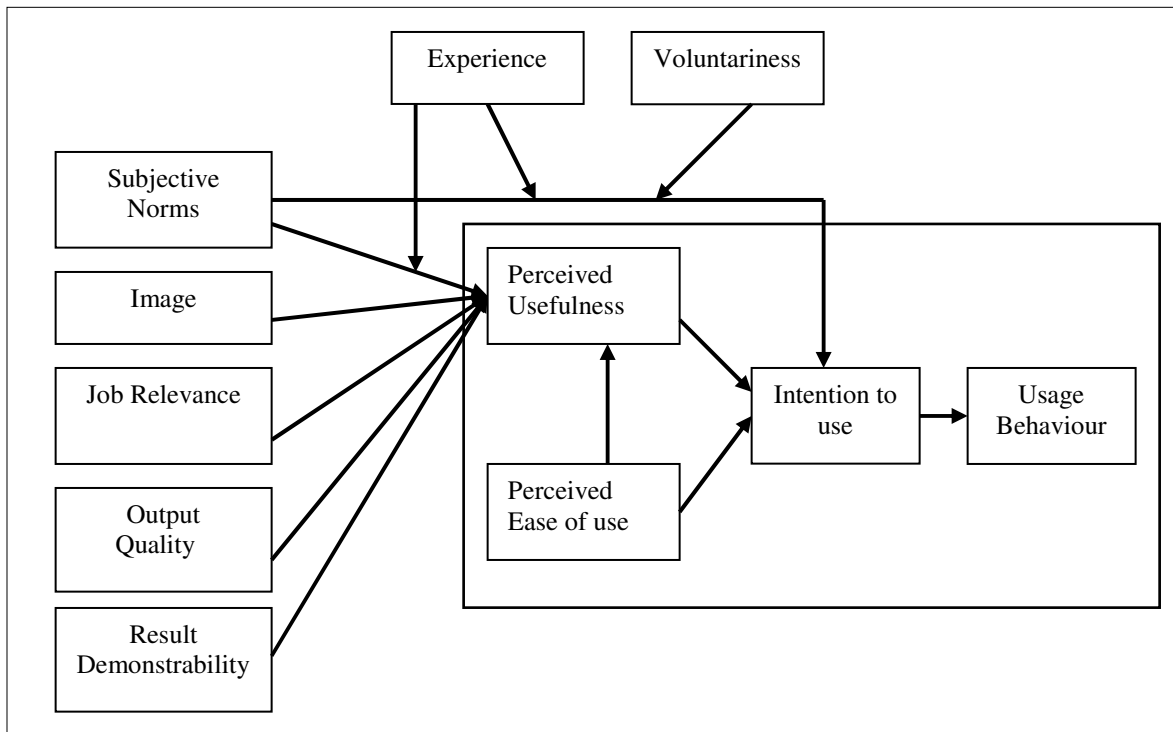 Experience
Voluntariness
Subjective
Norms
Image
Job Relevance
Output
Quality
Result
Demonstrability
Perceived
Usefulness
Perceived
Ease of use
Intention to
use
Usage
Behaviour